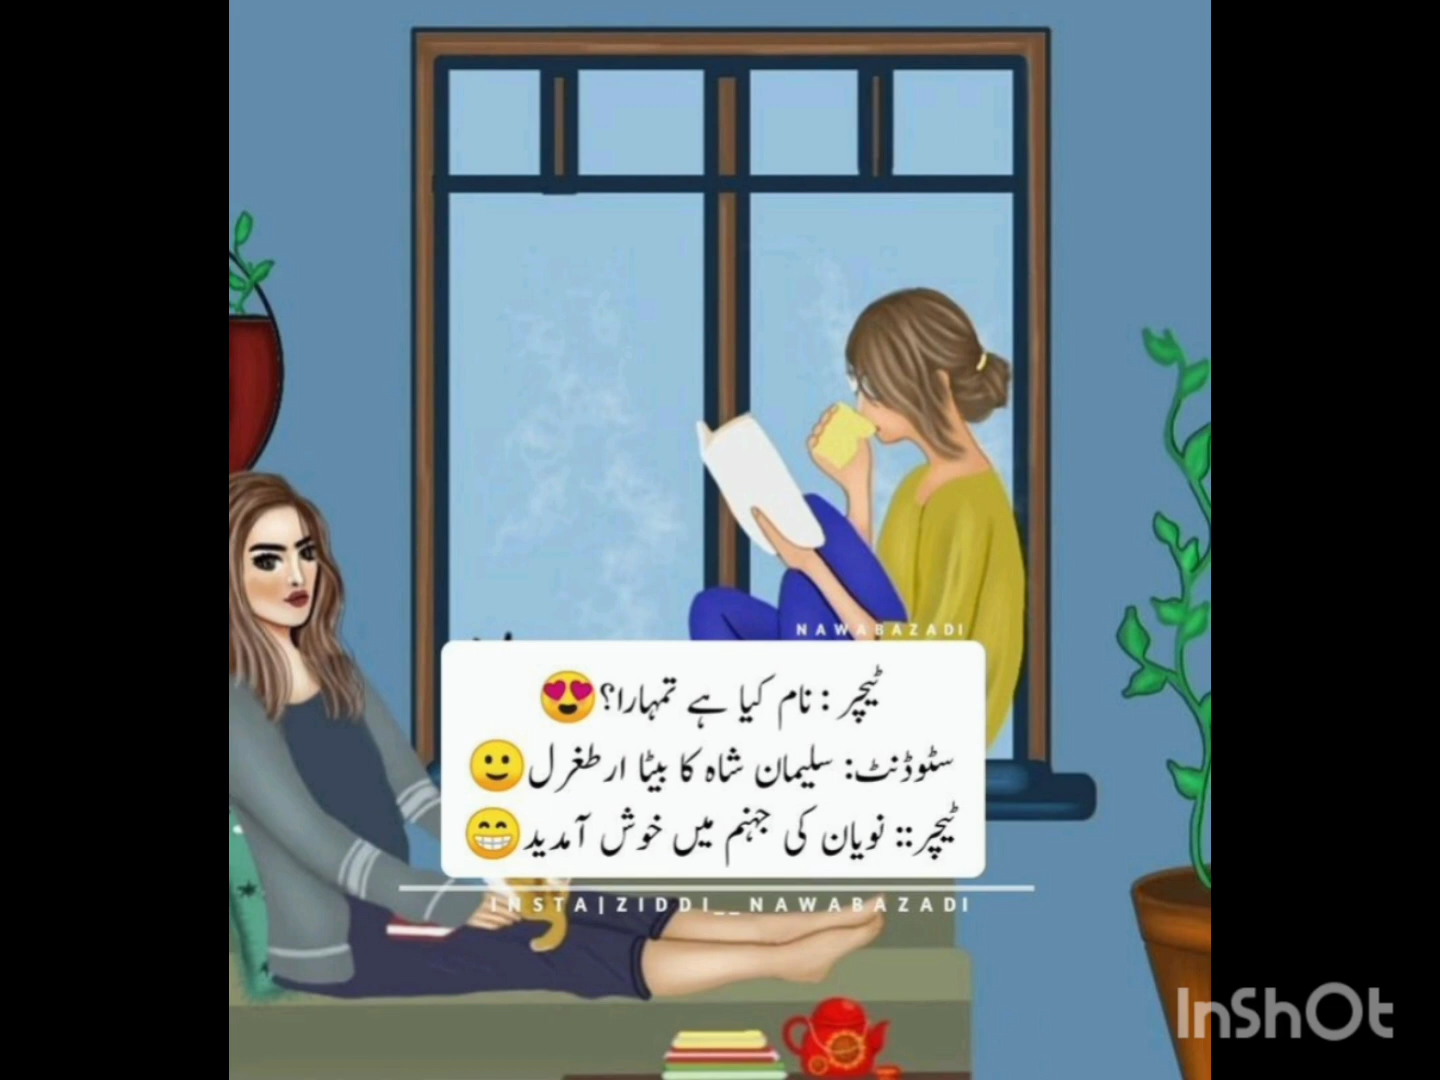 NAWABAZADI
ٹیچر : نام کیا ہے تمہارا؟😍
سٹوڈنٹ: سلیمان شاہ کا بیٹا ارطغرل🙂
ٹیچر:: نویان کی جہنم میں خوش آمدید😁
INSTA|ZIDDI__NAWABAZADI
InShOt